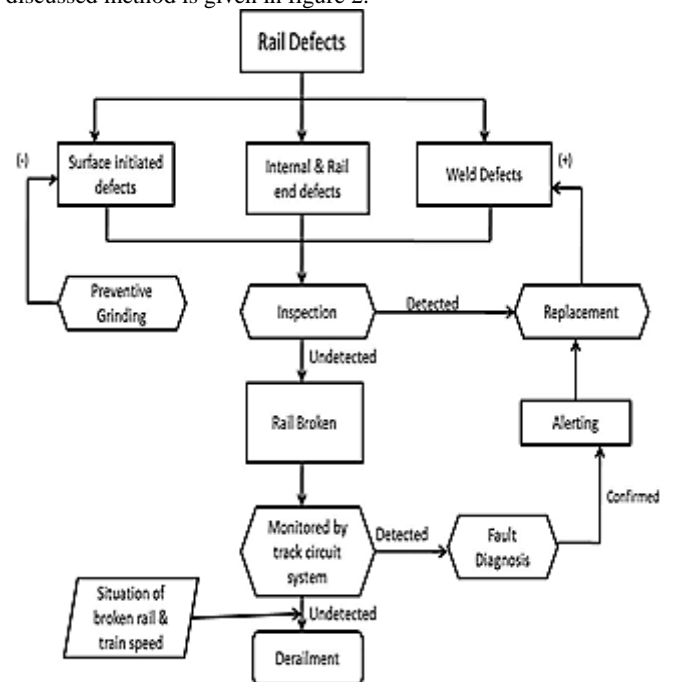 discussed method is given in figure 2.
Rail Defects
(-)
Surface initiated
defects
Internal & Rail
end defects
Weld Defects
(+)
Preventive
Grinding
Inspection
Detected
Replacement
Undetected
Rail Broken
Alerting
Confirmed
Monitored by
track circuit
system
Detected
Fault
Diagnosis
Situation of
broken rail &
train speed
Undetected
Derailment